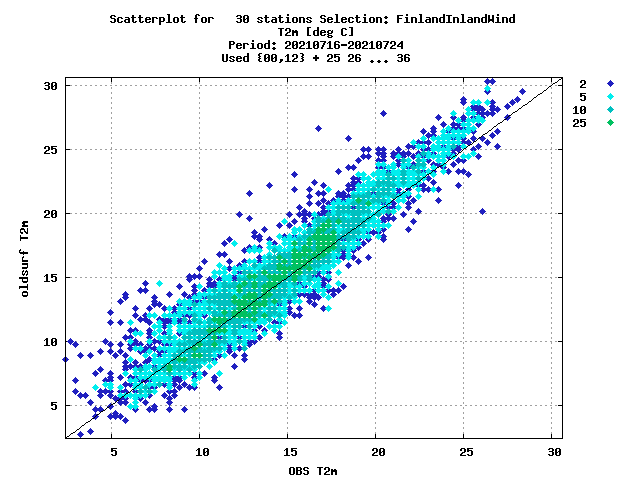 Scatterplot for   30 stations Selection: FinlandInlandWind
T2m [deg C]
Period: 20210716-20210724
Used {00,12} + 25 26 ... 36
2
5
10
25
30
25
20
15
10
5
oldsurf T2m
5 10 15 20 25 30
OBS T2m